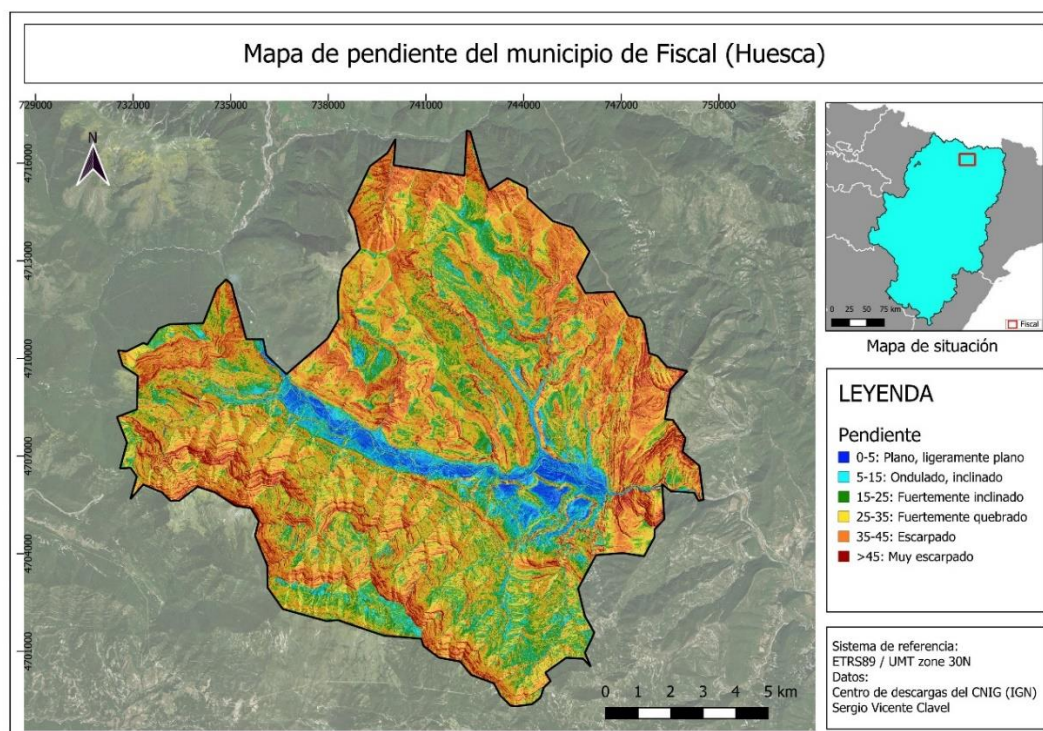 Mapa de pendiente del municipio de Fiscal (Huesca)
729000 732000 735000 738000 741000 744000 747000 750000
N
4716000
4713000
4710000
4707000
4704000
4701000
0 1 2 3 4 5 km
0 25 50 75 km
Fiscal
Mapa de situación
LEYENDA
Pendiente
0-5: Plano, ligeramente plano
5-15: Ondulado, inclinado
15-25: Fuertemente inclinado
25-35: Fuertemente quebrado
35-45: Escarpado
>45: Muy escarpado
Sistema de referencia:
ETRS89 / UMT zone 30N
Datos:
Centro de descargas del CNIG (IGN)
Sergio Vicente Clavel